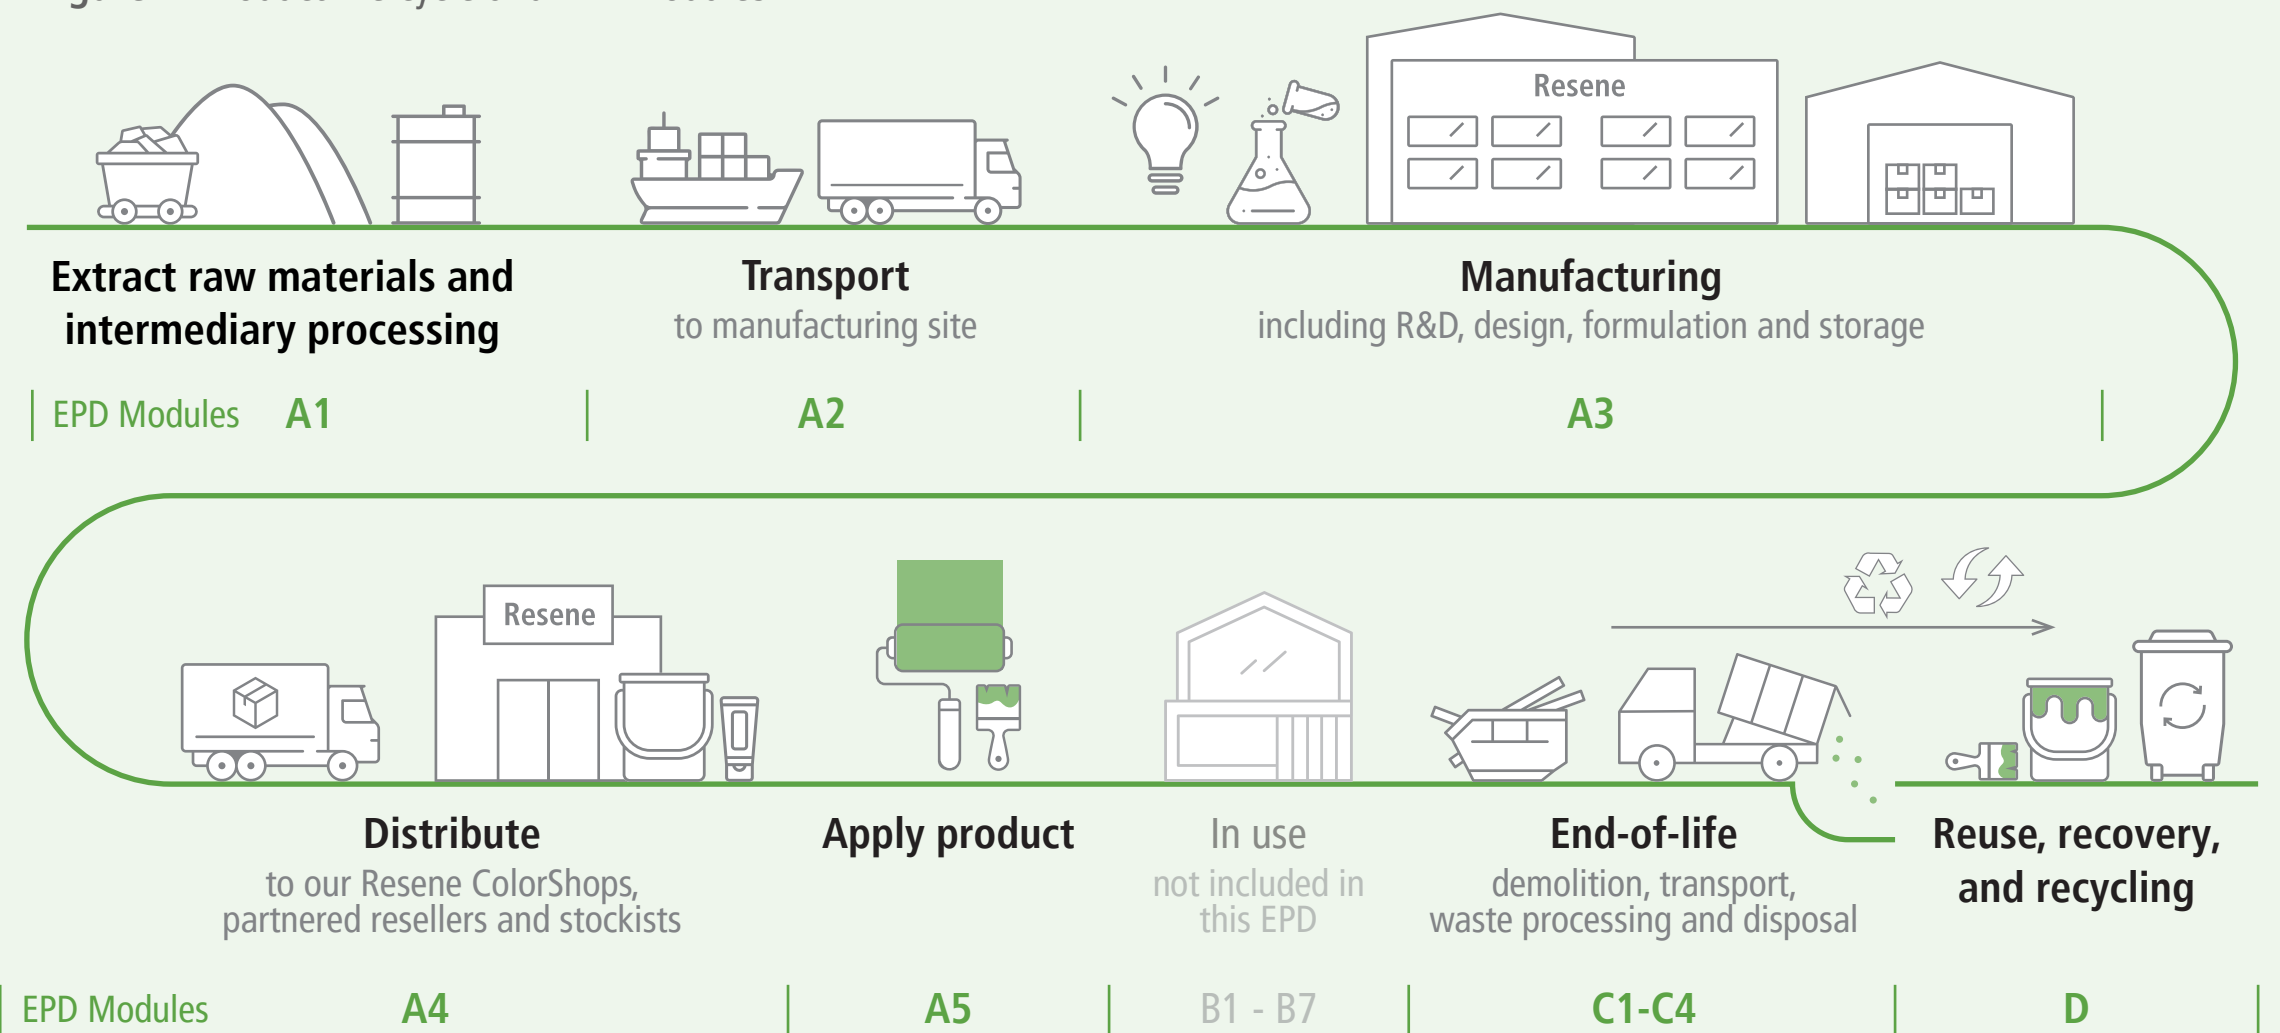 Resene
Extract raw materials and
intermediary processing
Transport
to manufacturing site
Manufacturing
including R&D, design, formulation and storage
EPD Modules A1
A2
A3
Resene
Distribute
to our Resene ColorShops,
partnered resellers and stockists
Apply product
In use
not included in
this EPD
End-of-life
demolition, transport,
waste processing and disposal
Reuse, recovery,
and recycling
EPD Modules A4
A5
B1 - B7
C1-C4
D